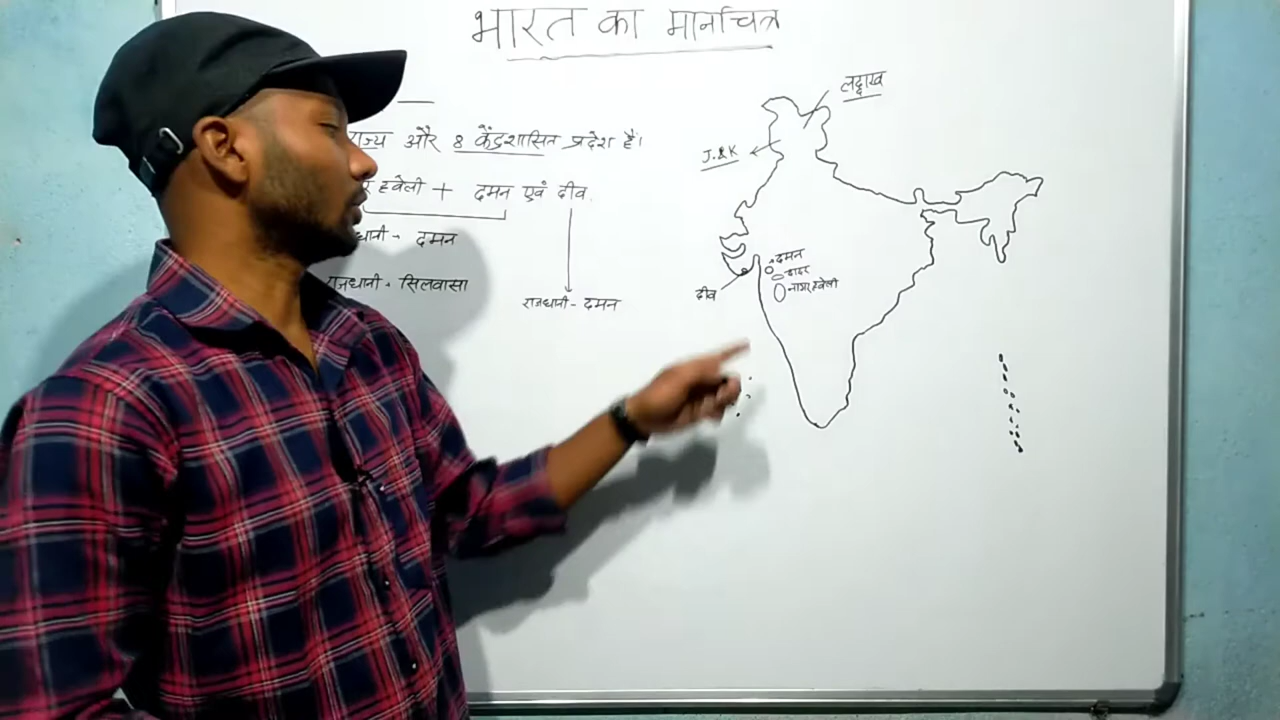 भारत का मानचित्र
राज्य और 8 केंद्रशासित प्रदेश हैं।
हवेली + दमन एवं दीव.
दमन
राजधानी - सिलवासा
राजधानी - दमन
लद्दाख
J.&K
दमन
दादर
नागर हवेली
दीव